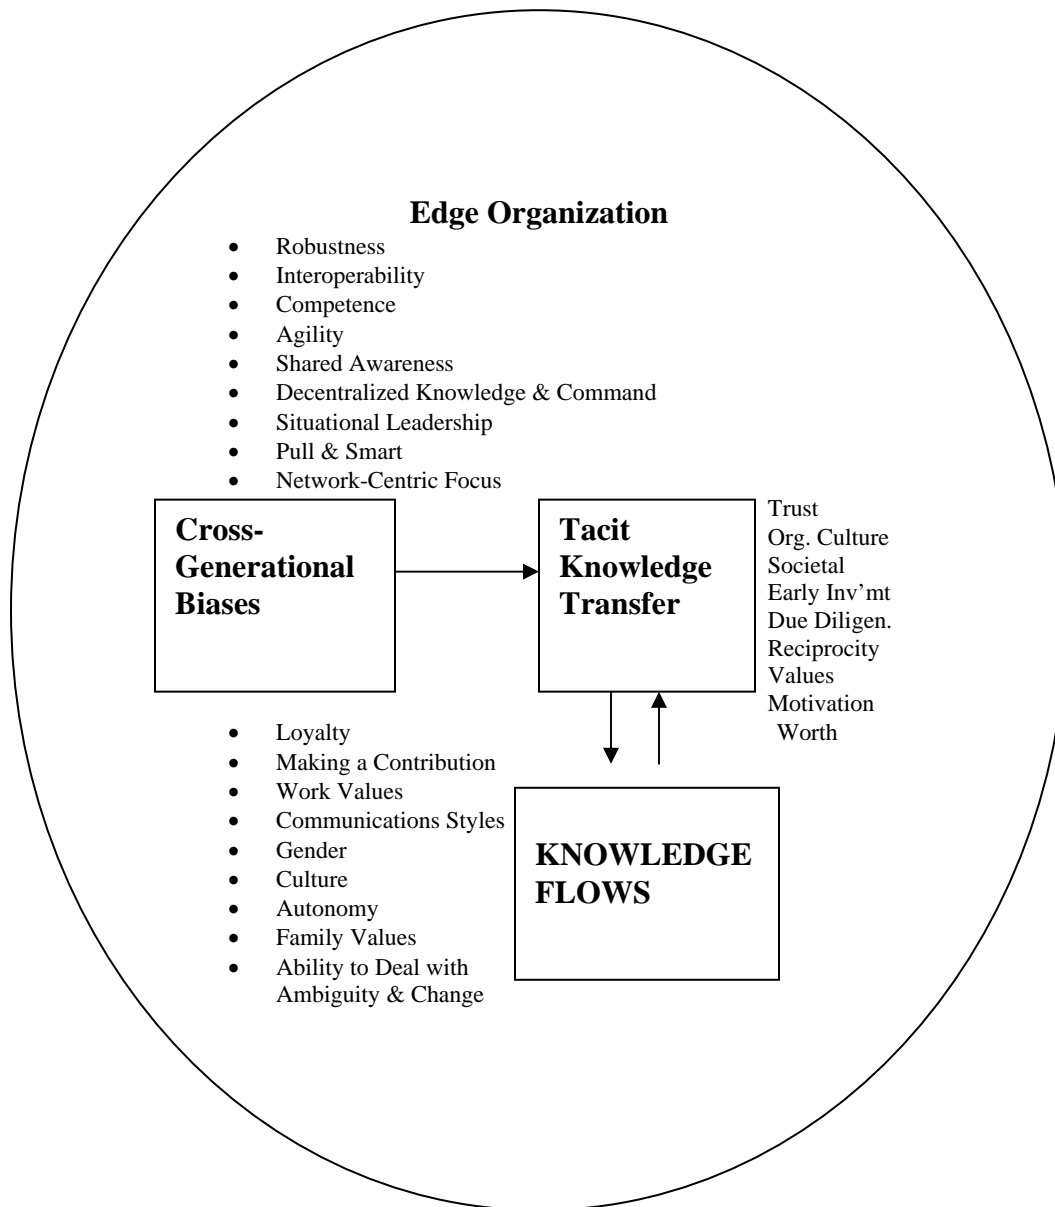 Edge Organization
• Robustness
• Interoperability
• Competence
• Agility
• Shared Awareness
• Decentralized Knowledge & Command
• Situational Leadership
• Pull & Smart
• Network-Centric Focus
Cross-
Generational
Biases
Tacit
Knowledge
Transfer
Trust
Org. Culture
Societal
Early Inv’mt
Due Diligen.
Reciprocity
Values
Motivation
Worth
• Loyalty
• Making a Contribution
• Work Values
• Communications Styles
• Gender
• Culture
• Autonomy
• Family Values
• Ability to Deal with
Ambiguity & Change
KNOWLEDGE
FLOWS